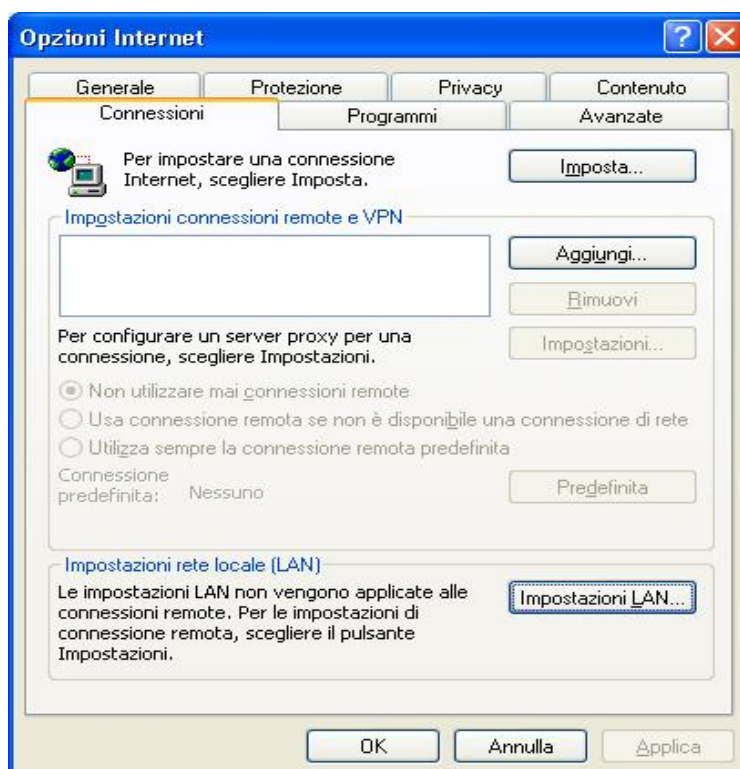 Opzioni Internet
Generale
Protezione
Privacy
Contenuto
Connessioni
Programmi
Avanzate
Per impostare una connessione
Internet, scegliere Imposta.
Imposta...
Impostazioni connessioni remote e VPN
Aggiungi...
Rimuovi
Per configurare un server proxy per una
connessione, scegliere Impostazioni.
Impostazioni...
Non utilizzare mai connessioni remote
Usa connessione remota se non è disponibile una connessione di rete
Utilizza sempre la connessione remota predefinita
Connessione
predefinita:
Nessuno
Predefinita
Impostazioni rete locale (LAN)
Le impostazioni LAN non vengono applicate alle
connessioni remote. Per le impostazioni di
connessione remota, scegliere il pulsante
Impostazioni.
Impostazioni LAN...
OK
Annulla
Applica